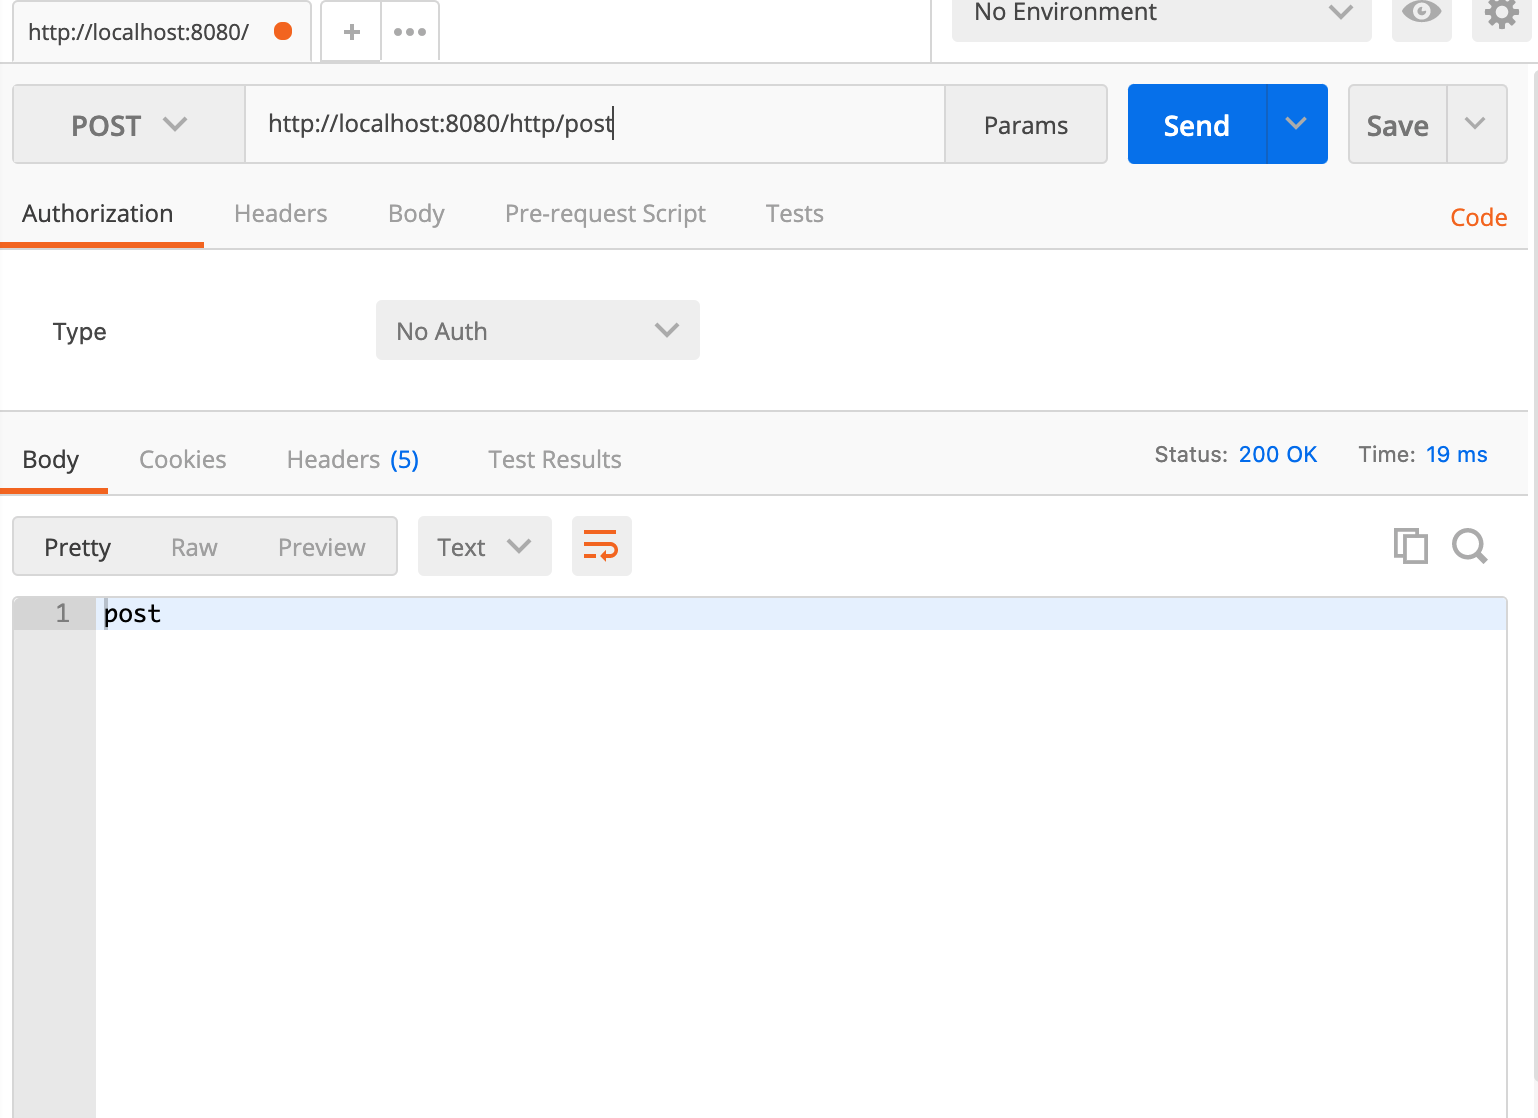 http://localhost:8080/
No Environment
POST http://localhost:8080/http/post Params Send Save
Authorization Headers Body Pre-request Script Tests Code
Type No Auth
Body Cookies Headers (5) Test Results Status: 200 OK Time: 19 ms
Pretty Raw Preview Text
1 post